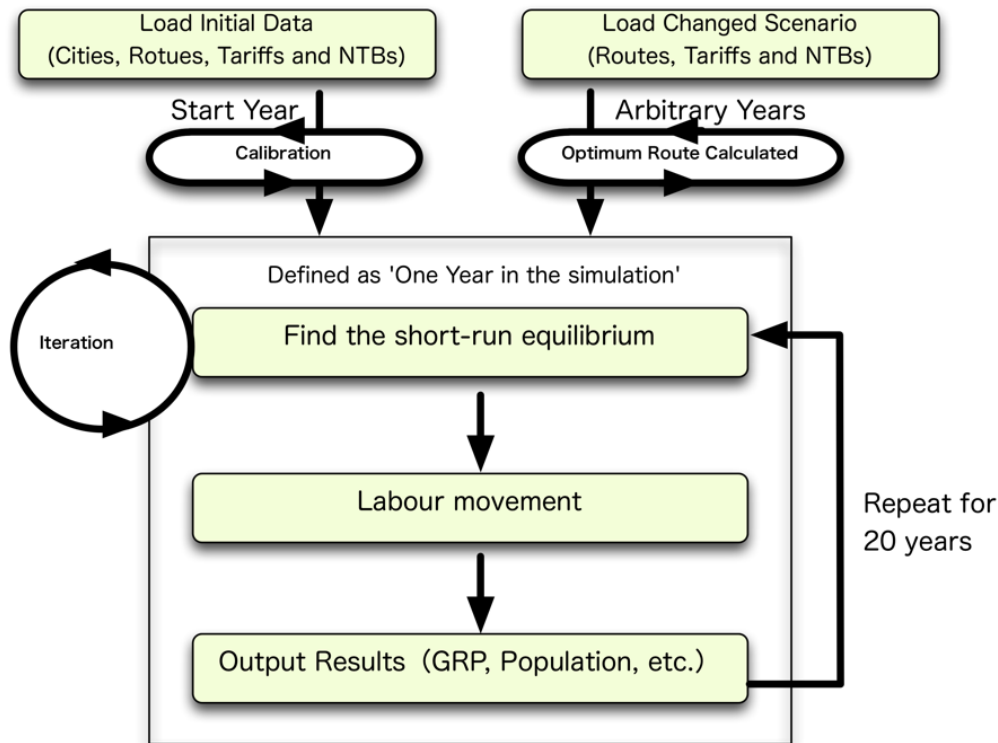 Load Initial Data
(Cities, Rotues, Tariffs and NTBs)
Load Changed Scenario
(Routes, Tariffs and NTBs)
Start Year
Arbitrary Years
Calibration
Optimum Route Calculated
Defined as 'One Year in the simulation'
Iteration
Find the short-run equilibrium
Labour movement
Repeat for
20 years
Output Results（GRP, Population, etc.）